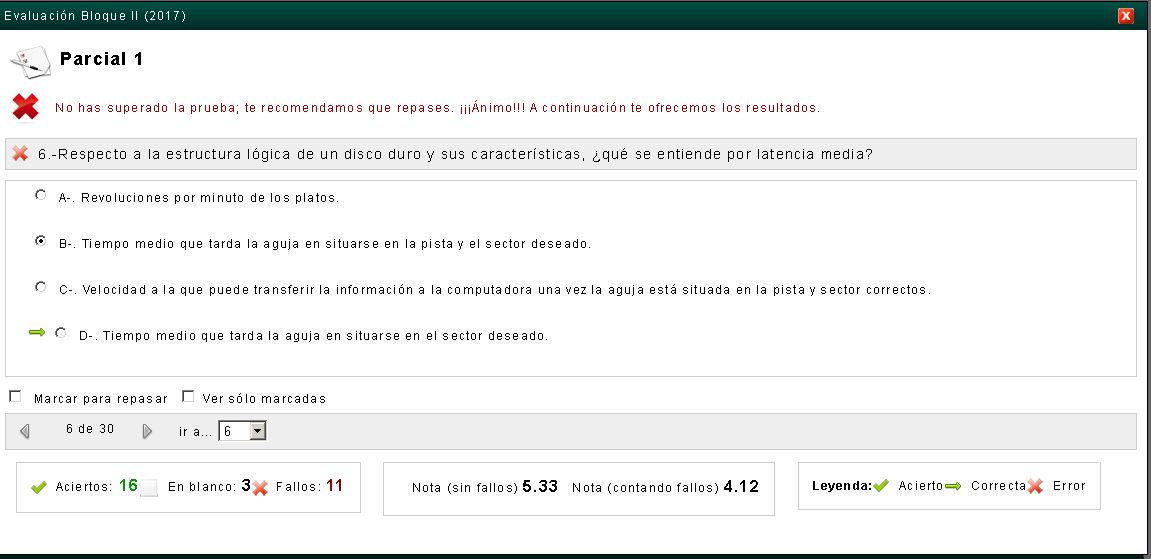 Evaluación Bloque II (2017)
Parcial 1
No has superado la prueba; te recomendamos que repases. ¡¡¡Ánimo!!! A continuación te ofrecemos los resultados.
6.-Respecto a la estructura lógica de un disco duro y sus características, ¿qué se entiende por latencia media?
A-. Revoluciones por minuto de los platos.
B-. Tiempo medio que tarda la aguja en situarse en la pista y el sector deseado.
C-. Velocidad a la que puede transferir la información a la computadora una vez la aguja está situada en la pista y sector correctos.
D-. Tiempo medio que tarda la aguja en situarse en el sector deseado.
Marcar para repasar Ver sólo marcadas
6 de 30 ir a... 6
Aciertos: 16 En blanco: 3 Fallos: 11 Nota (sin fallos) 5.33 Nota (contando fallos) 4.12 Leyenda: Acierto Correcta Error